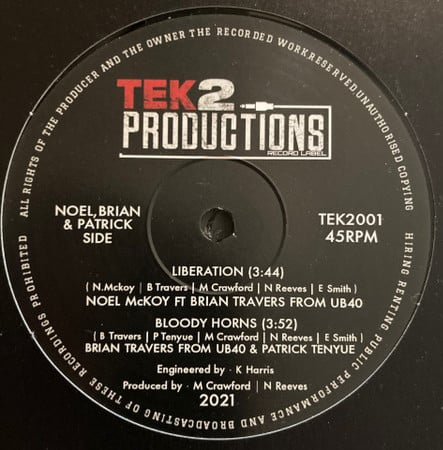 ALL RIGHTS OF THE PRODUCER AND THE OWNER THE RECORDED WORK RESERVED UNAUTHORISED COPYING HIRING RENTING PUBLIC PERFORMANCE AND BROADCASTING OF THESE RECORDINGS PROHIBITED
TEK2
PRODUCTIONS
RECORD LABEL
NOEL, BRIAN
& PATRICK
SIDE
TEK2001
45RPM
LIBERATION (3:44)
( N.Mckoy | B Travers | M Crawford | N Reeves | E Smith )
NOEL McKOY FT BRIAN TRAVERS FROM UB40
BLOODY HORNS (3:52)
( B Travers | P Tenyue | M Crawford | N Reeves | E Smith )
BRIAN TRAVERS FROM UB40 & PATRICK TENYUE
Engineered by · K Harris
Produced by · M Crawford | N Reeves
2021